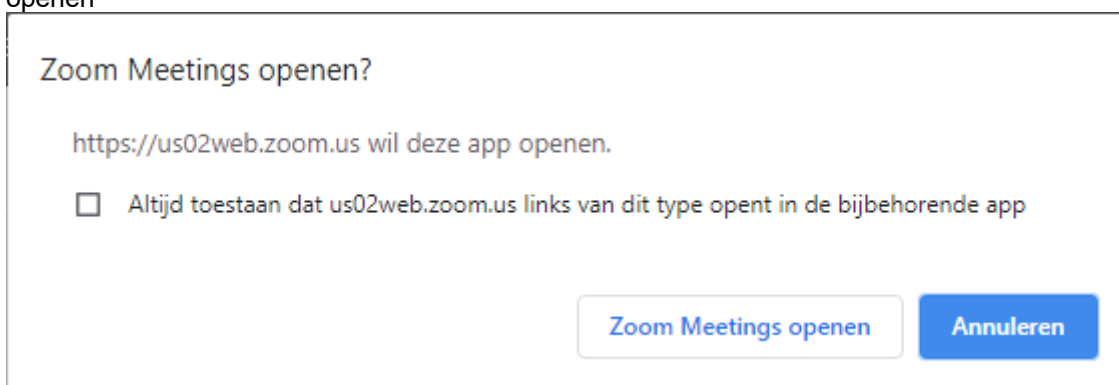 openen
Zoom Meetings openen?
https://us02web.zoom.us wil deze app openen.
Altijd toestaan dat us02web.zoom.us links van dit type opent in de bijbehorende app
Zoom Meetings openen
Annuleren